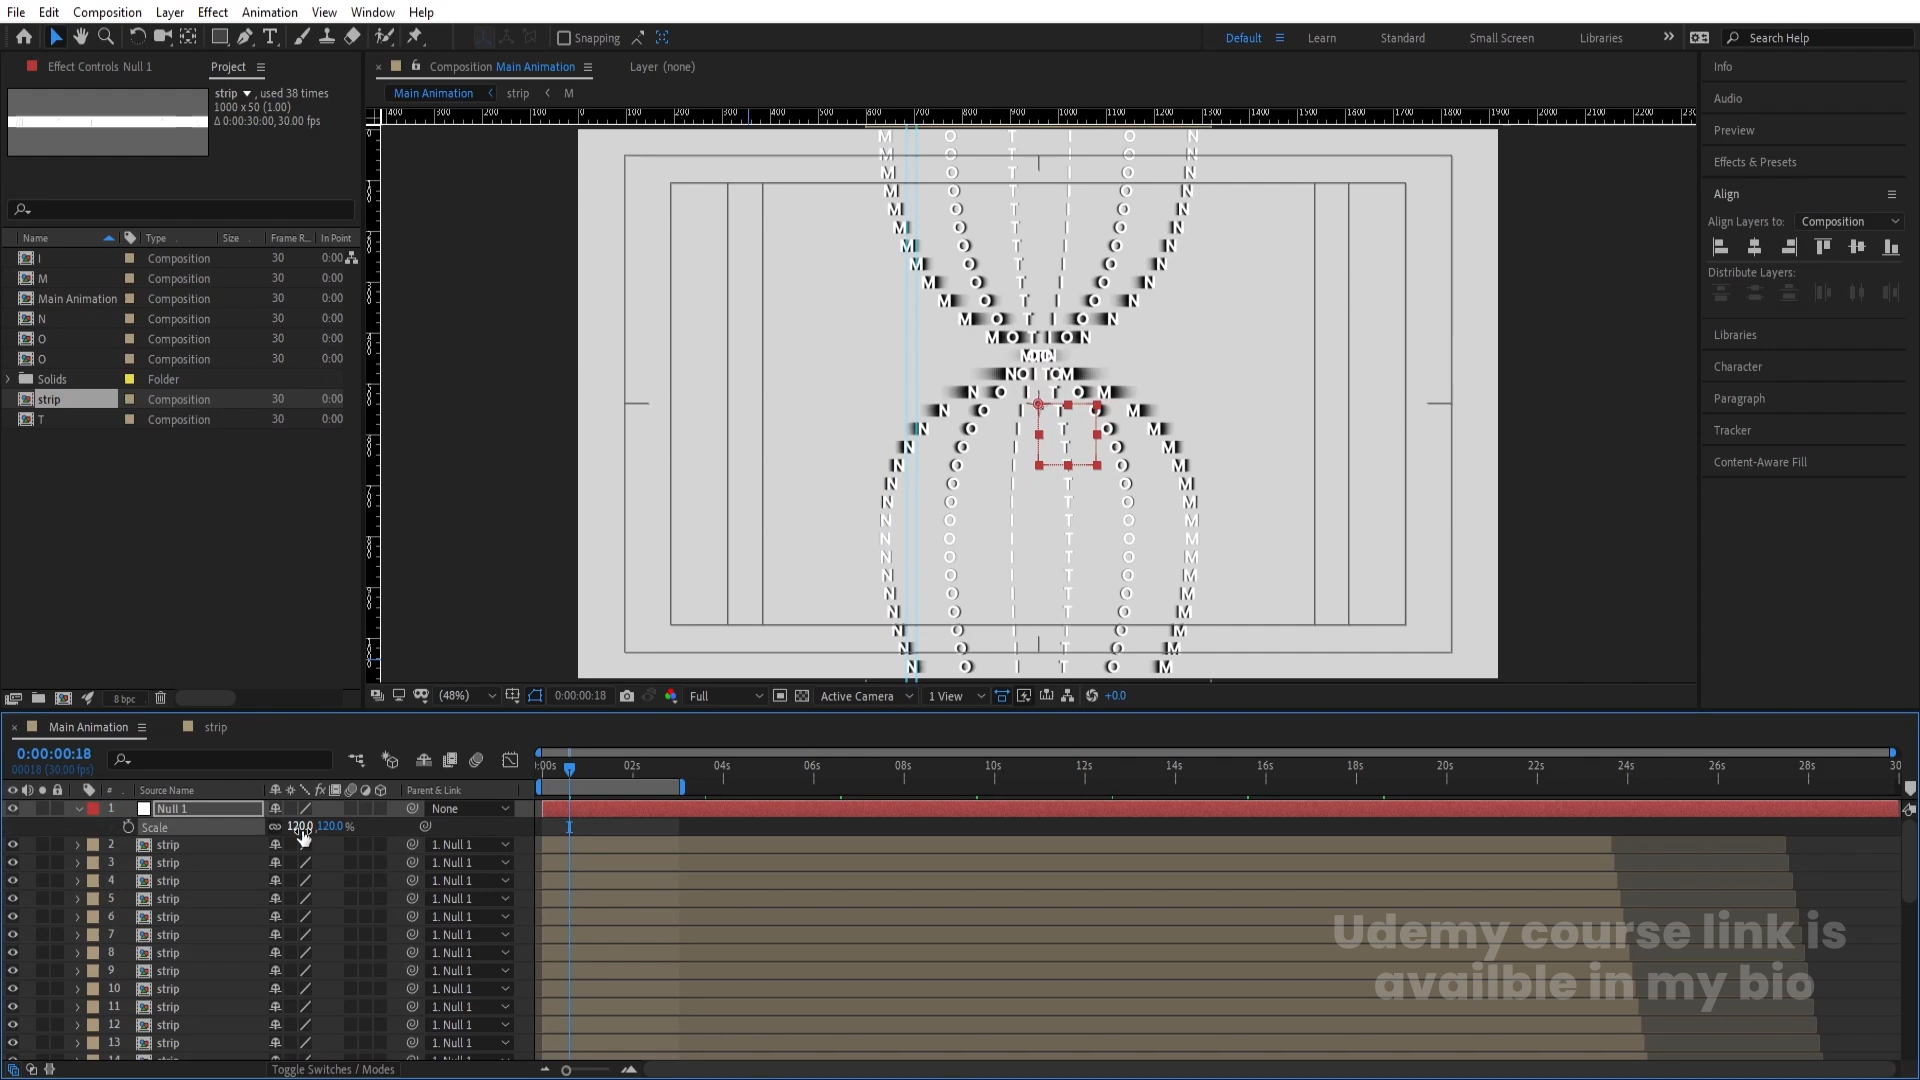 File Edit Composition Layer Effect Animation View Window Help
Snapping
Default Learn Standard Small Screen Libraries Search Help
Effect Controls Null 1 Project
Composition Main Animation Layer (none)
Main Animation strip M
strip , used 38 times
1000 x 50 (1.00)
Δ 0:00:30:00, 30.00 fps
Name Type Size Frame R... In Point
I Composition 30 0:00
M Composition 30 0:00
Main Animation Composition 30 0:00
N Composition 30 0:00
O Composition 30 0:00
O Composition 30 0:00
Solids Folder
strip Composition 30 0:00
T Composition 30 0:00
8 bpc
MOTION
(48%) 0:00:00:18 Full Active Camera 1 View +0.0
Info
Audio
Preview
Effects & Presets
Align
Align Layers to: Composition
Distribute Layers:
Libraries
Character
Paragraph
Tracker
Content-Aware Fill
Main Animation strip
0:00:00:18
00018 (30.00 fps)
:00s 02s 04s 06s 08s 10s 12s 14s 16s 18s 20s 22s 24s 26s 28s 30
# Source Name Parent & Link
1 Null 1 None
Scale 120.0, 120.0 %
2 strip 1. Null 1
3 strip 1. Null 1
4 strip 1. Null 1
5 strip 1. Null 1
6 strip 1. Null 1
7 strip 1. Null 1
8 strip 1. Null 1
9 strip 1. Null 1
10 strip 1. Null 1
11 strip 1. Null 1
12 strip 1. Null 1
13 strip 1. Null 1
Toggle Switches / Modes
Udemy course link is
availble in my bio